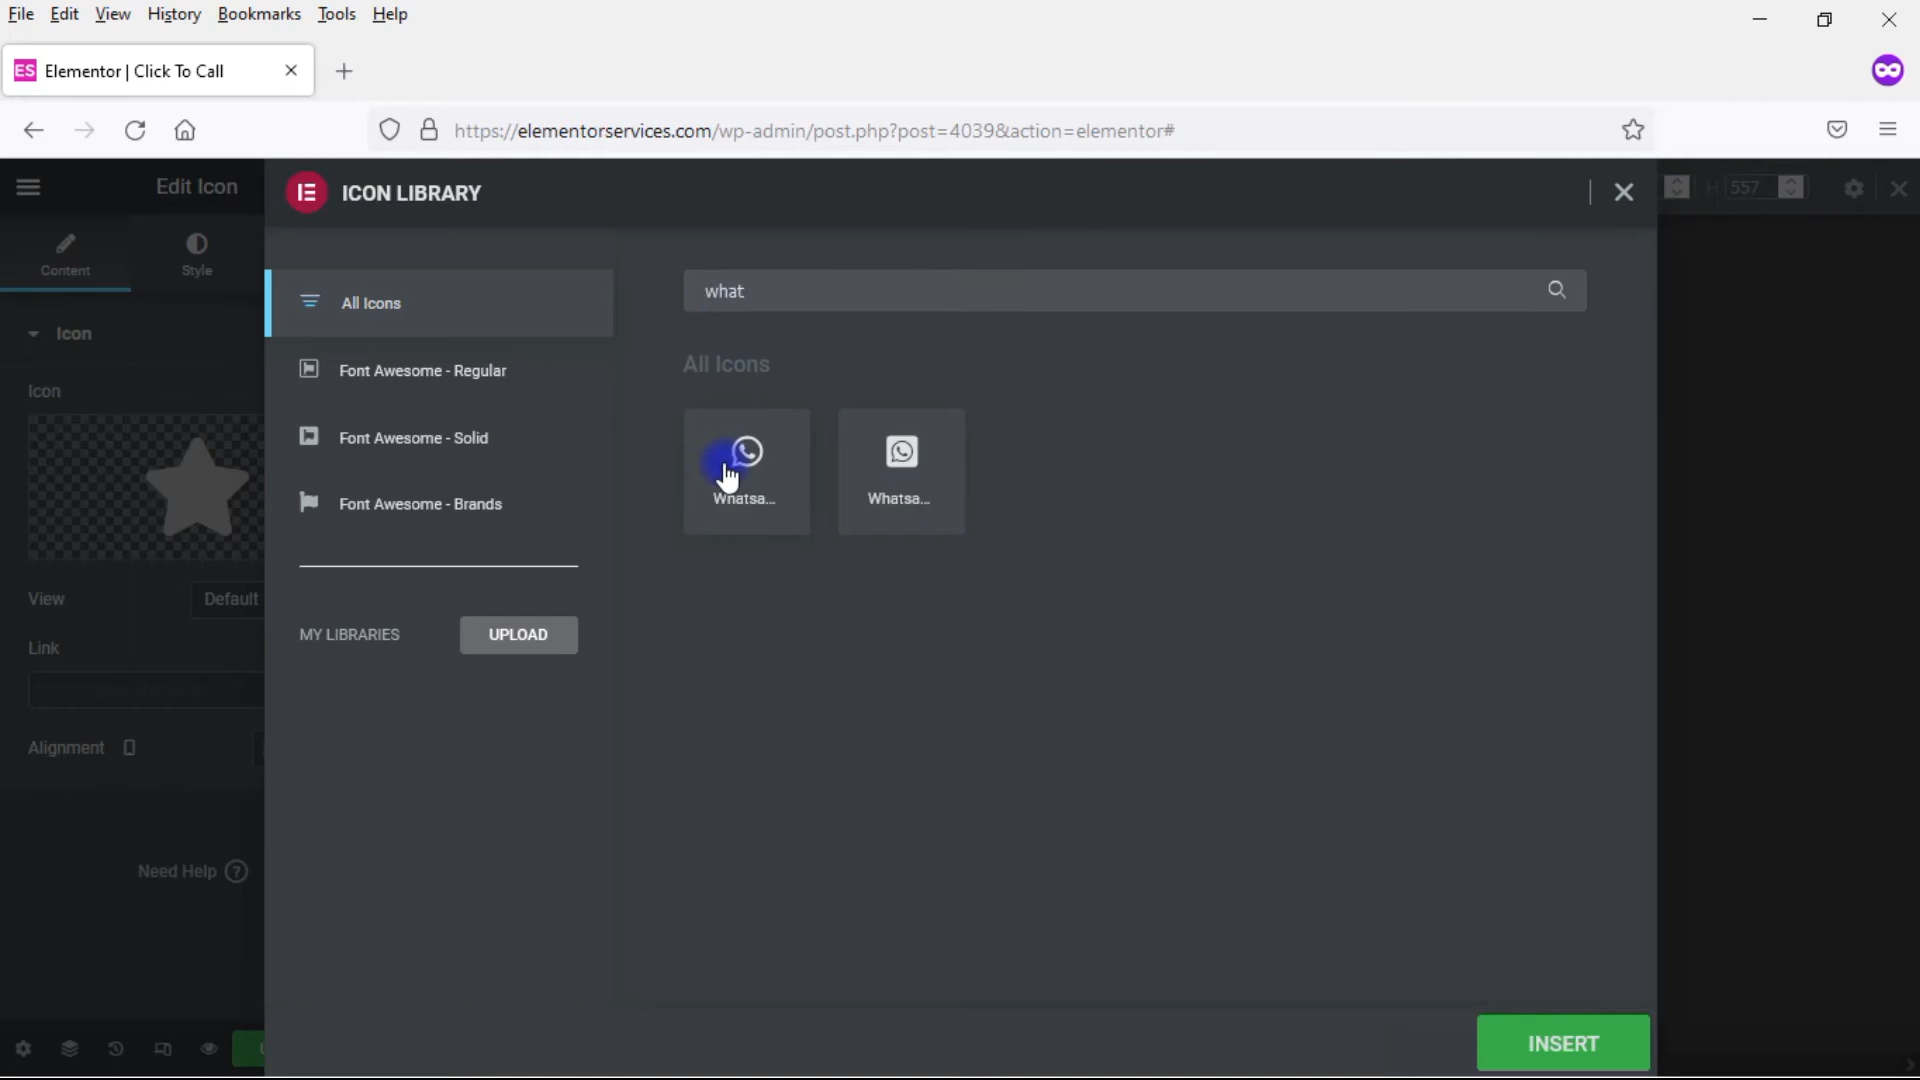 File Edit View History Bookmarks Tools Help
ES Elementor | Click To Call
https://elementorservices.com/wp-admin/post.php?post=4039&action=elementor#
Edit Icon
ICON LIBRARY
H 557
Content
Style
All Icons
what
Icon
All Icons
Font Awesome - Regular
Icon
Font Awesome - Solid
Whatsa...
Whatsa...
Font Awesome - Brands
View
Default
Link
MY LIBRARIES
UPLOAD
Alignment
Need Help ?
INSERT